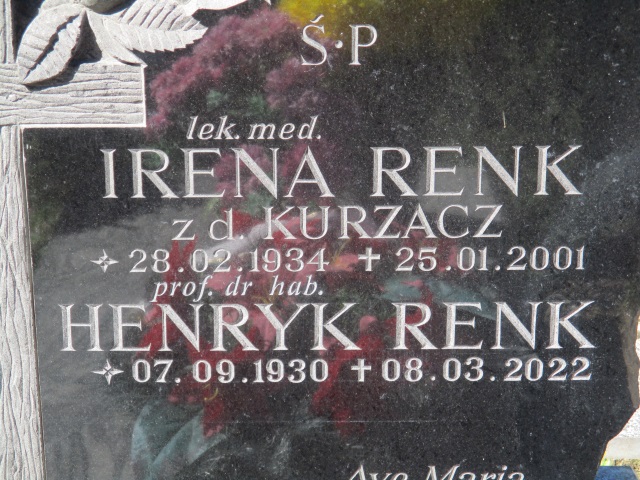 Ś·P
lek. med.
IRENA RENK
z d. KURZACZ
✧ 28.02.1934 ✝ 25.01.2001
prof. dr hab.
HENRYK RENK
✧ 07.09.1930 ✝ 08.03.2022
Ave Maria